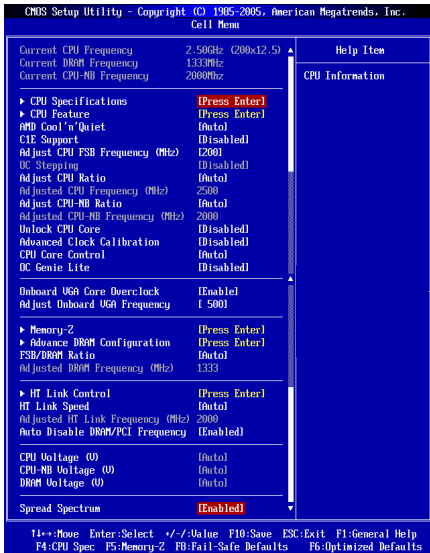 CMOS Setup Utility - Copyright (C) 1985-2005, American Megatrends, Inc.
Cell Menu
Current CPU Frequency 2.50GHz (200x12.5)
Current DRAM Frequency 1333MHz
Current CPU-NB Frequency 2000Mhz
CPU Specifications [Press Enter]
CPU Feature [Press Enter]
AMD Cool'n'Quiet [Auto]
C1E Support [Disabled]
Adjust CPU FSB Frequency (MHz) [200]
OC Stepping [Disabled]
Adjust CPU Ratio [Auto]
Adjusted CPU Frequency (MHz) 2500
Adjust CPU-NB Ratio [Auto]
Adjusted CPU-NB Frequency (MHz) 2000
Unlock CPU Core [Disabled]
Advanced Clock Calibration [Disabled]
CPU Core Control [Auto]
OC Genie Lite [Disabled]
Onboard VGA Core Overclock [Enable]
Adjust Onboard VGA Frequency [ 500]
Memory-Z [Press Enter]
Advance DRAM Configuration [Press Enter]
FSB/DRAM Ratio [Auto]
Adjusted DRAM Frequency (MHz) 1333
HT Link Control [Press Enter]
HT Link Speed [Auto]
Adjusted HT Link Frequency (MHz) 2000
Auto Disable DRAM/PCI Frequency [Enabled]
CPU Voltage (V) [Auto]
CPU-NB Voltage (V) [Auto]
DRAM Voltage (V) [Auto]
Spread Spectrum [Enabled]
Help Item
CPU Information
↑↓←→:Move Enter:Select +/-/:Value F10:Save ESC:Exit F1:General Help
F4:CPU Spec F5:Memory-Z F8:Fail-Safe Defaults F6:Optimized Defaults